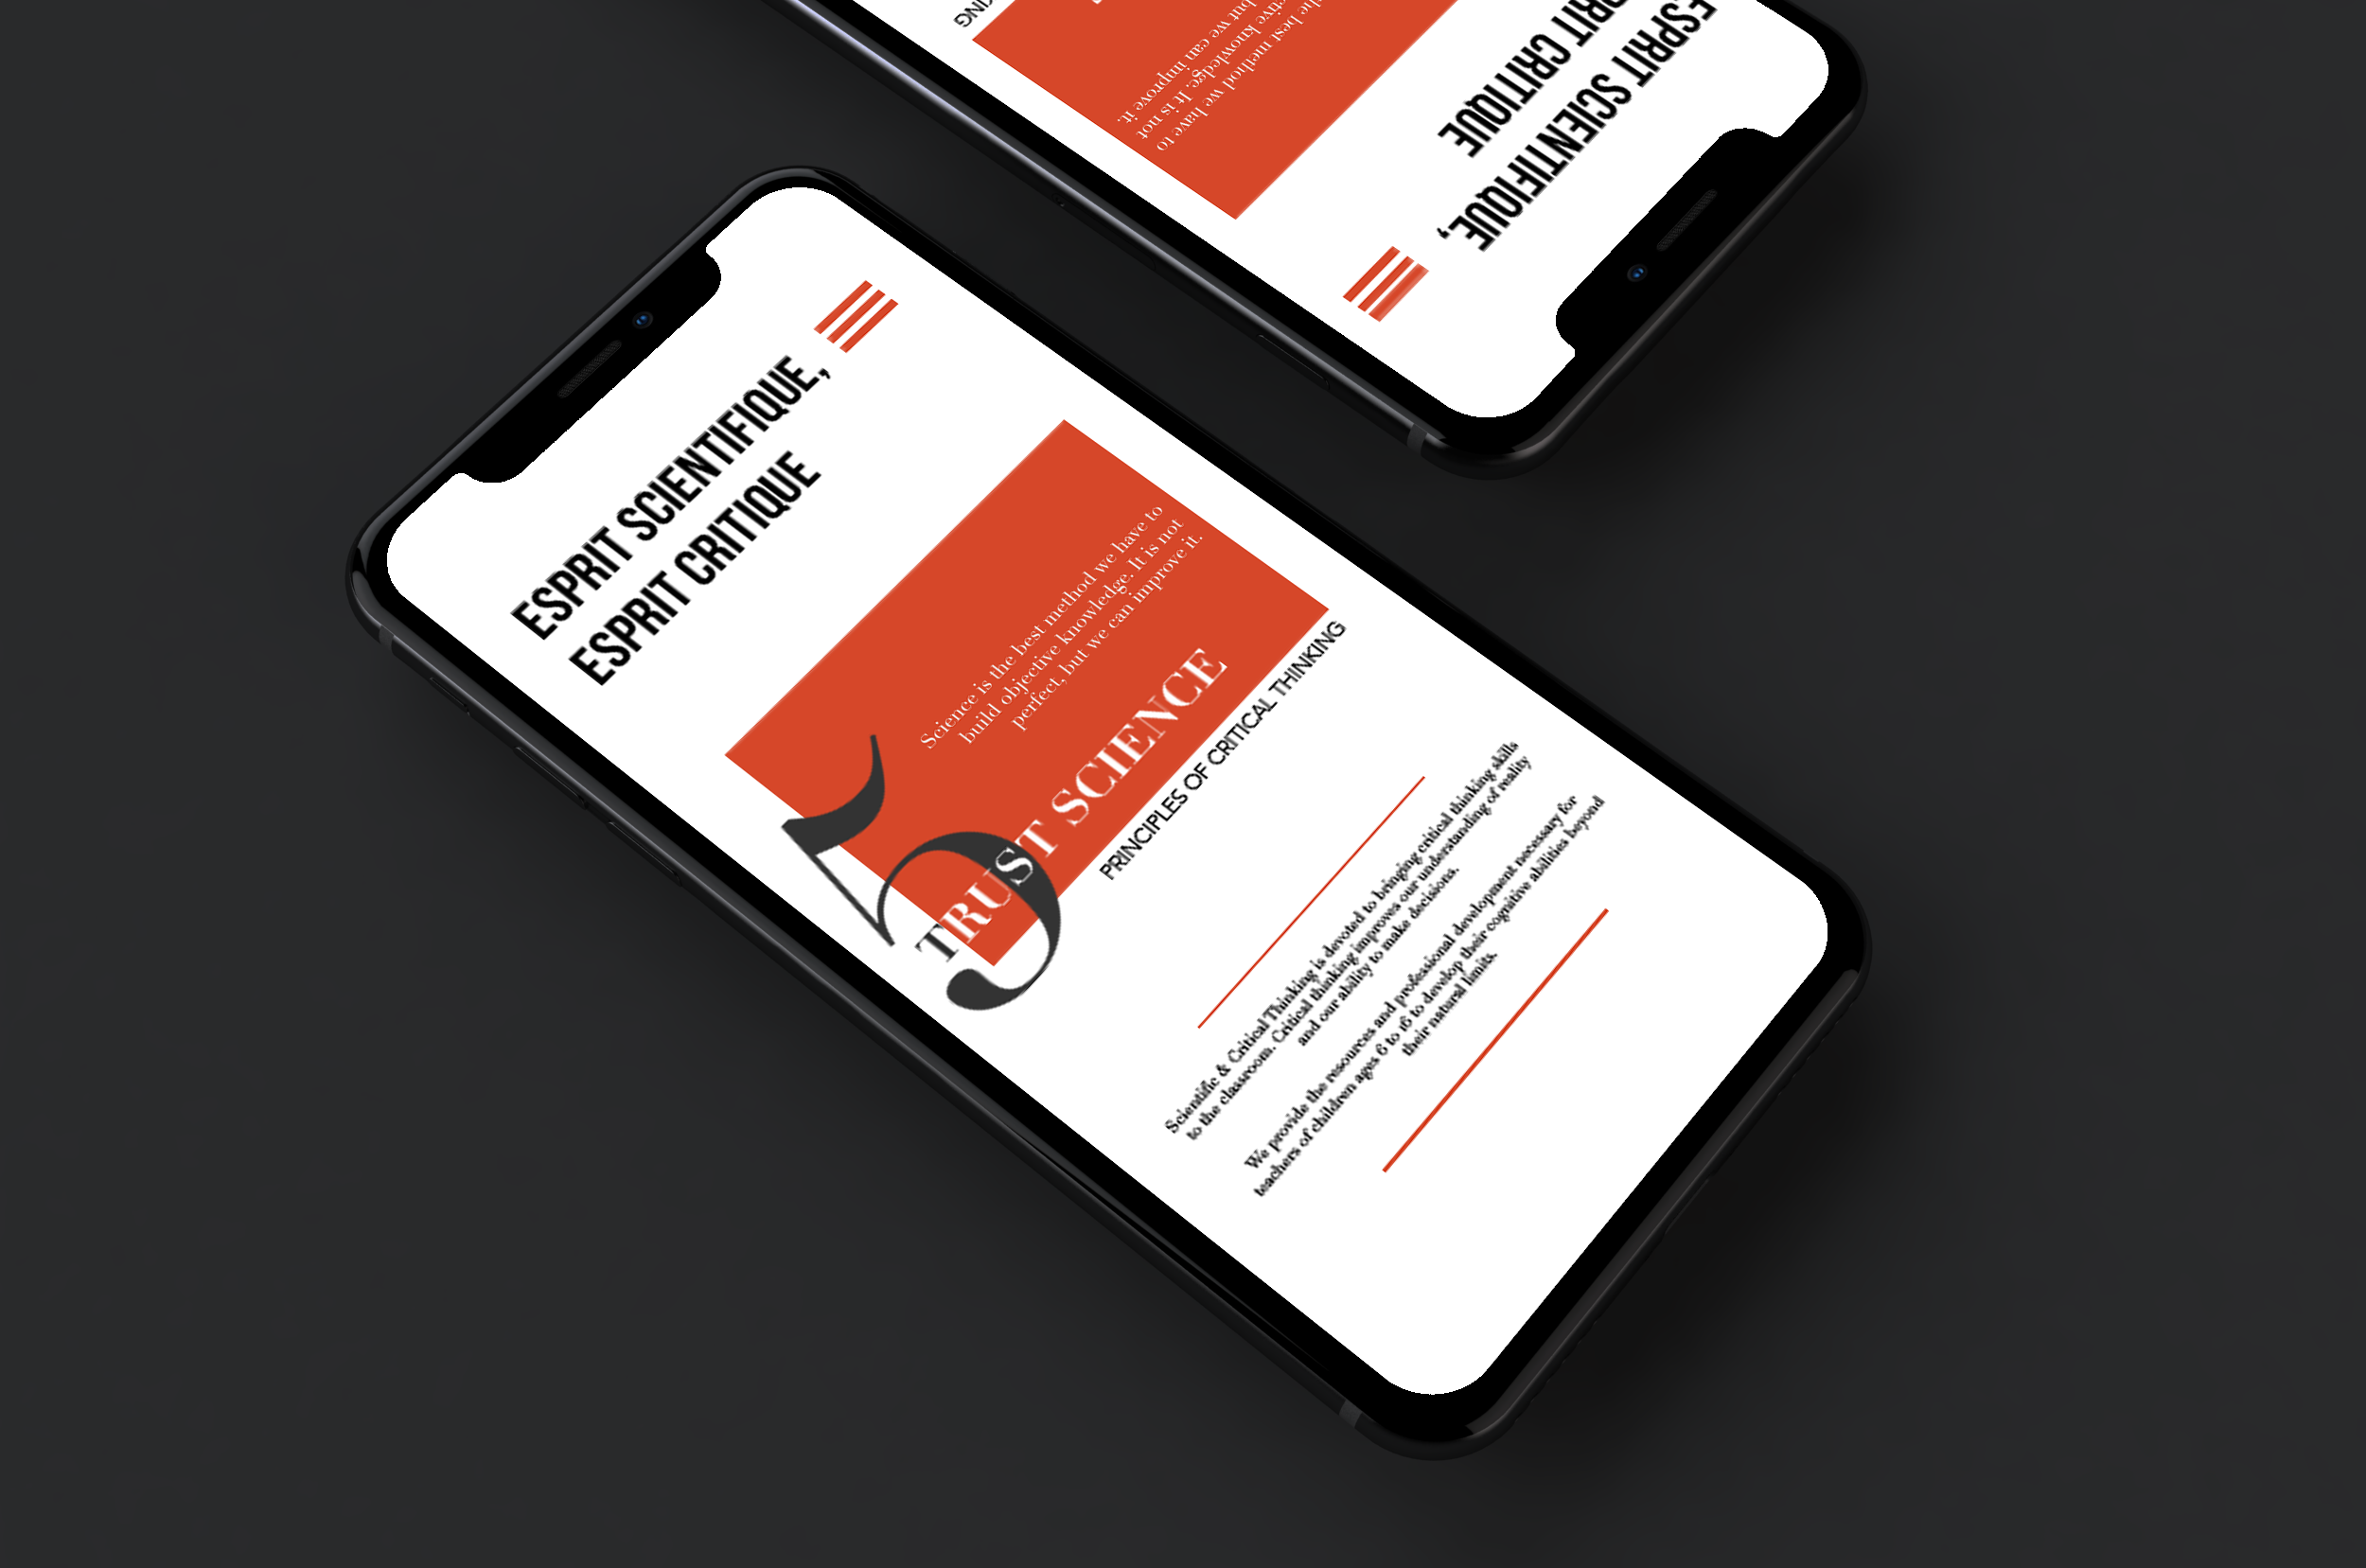 ESPRIT SCIENTIFIQUE,
ESPRIT CRITIQUE
Science is the best method we have to
build objective knowledge. It is not
perfect, but we can improve it.
5
TRUST SCIENCE
PRINCIPLES OF CRITICAL THINKING
Scientific & Critical Thinking is devoted to bringing critical thinking skills
to the classroom. Critical thinking improves our understanding of reality
and our ability to make decisions.
We provide the resources and professional development necessary for
teachers of children ages 6 to 16 to develop their cognitive abilities beyond
their natural limits.
ESPRIT SCIENTIFIQUE,
ESPRIT CRITIQUE
the best method we have to
ctive knowledge. It is not
but we can improve it.
KING